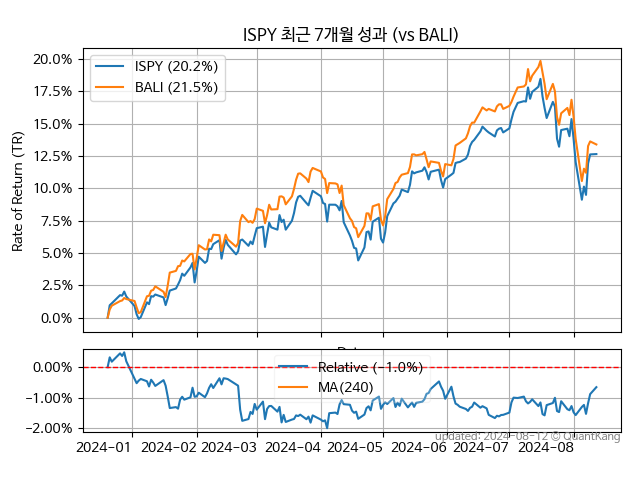 ISPY 최근 7개월 성과 (vs BALI)
Rate of Return (TR)
20.0%
17.5%
15.0%
12.5%
10.0%
7.5%
5.0%
2.5%
0.0%
ISPY (20.2%)
BALI (21.5%)
0.00%
−1.00%
−2.00%
Relative (−1.0%)
MA(240)
2024−01 2024−02 2024−03 2024−04 2024−05 2024−06 2024−07 2024−08
updated: 2024-08-12 © QuantKang